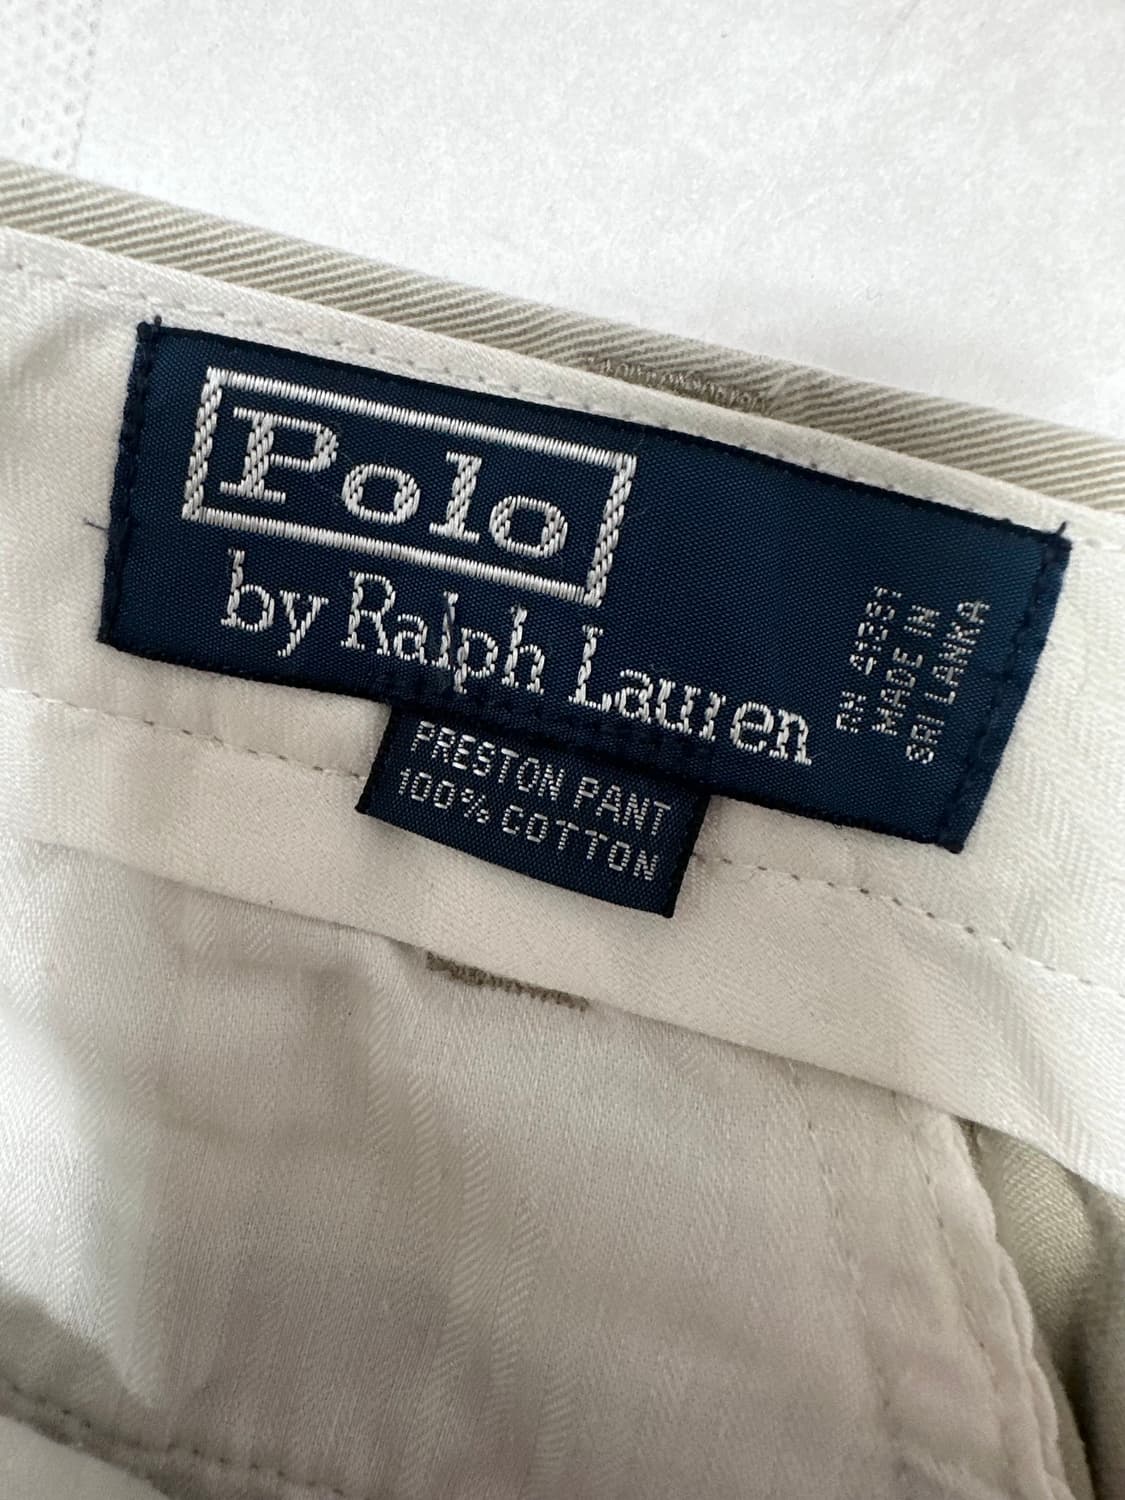 Polo
by Ralph Lauren
RN 41381
MADE IN
SRI LANKA
PRESTON PANT
100% COTTON